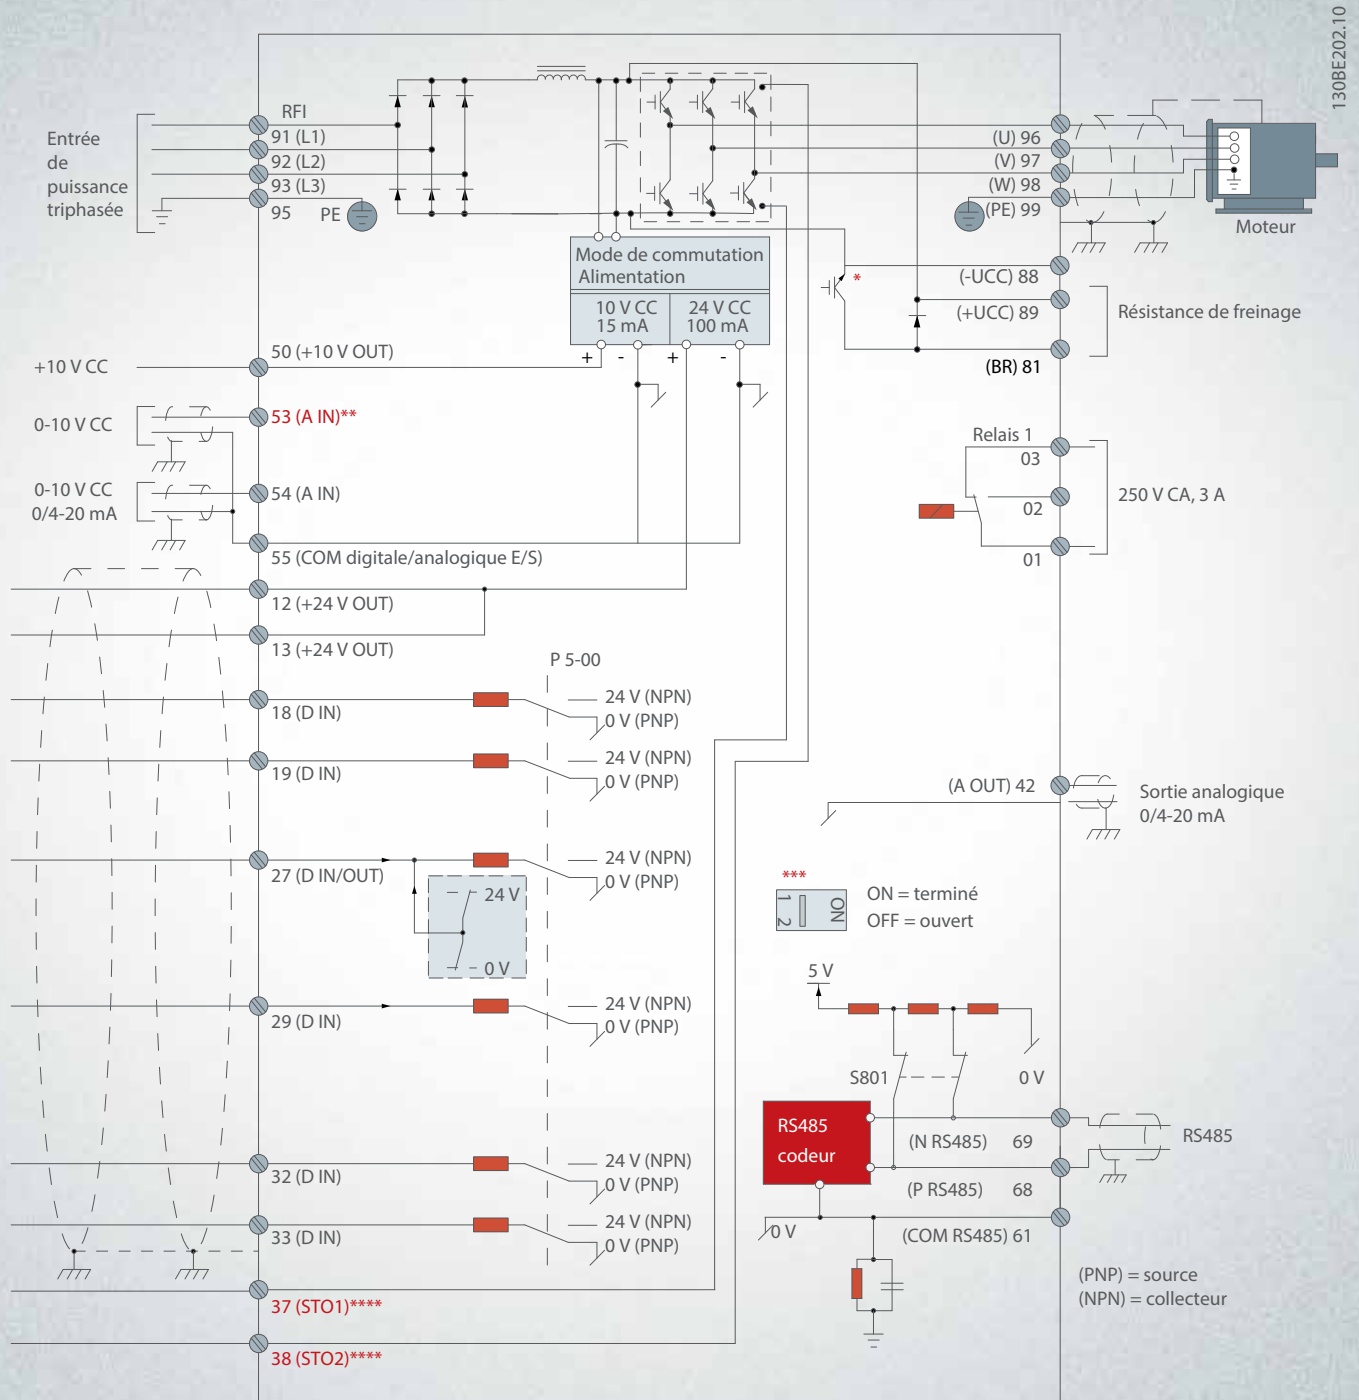 130BE202.10
RFI
Entrée
de
puissance
triphasée
91 (L1)
92 (L2)
93 (L3)
95
PE
(U) 96
(V) 97
(W) 98
(PE) 99
Moteur
Mode de commutation
Alimentation
10 V CC
15 mA
24 V CC
100 mA
+
-
+
-
*
(-UCC) 88
(+UCC) 89
(BR) 81
Résistance de freinage
+10 V CC
50 (+10 V OUT)
0-10 V CC
53 (A IN)**
0-10 V CC
0/4-20 mA
54 (A IN)
55 (COM digitale/analogique E/S)
12 (+24 V OUT)
13 (+24 V OUT)
Relais 1
03
02
01
250 V CA, 3 A
P 5-00
18 (D IN)
24 V (NPN)
0 V (PNP)
19 (D IN)
24 V (NPN)
0 V (PNP)
27 (D IN/OUT)
24 V (NPN)
0 V (PNP)
24 V
0 V
29 (D IN)
24 V (NPN)
0 V (PNP)
32 (D IN)
24 V (NPN)
0 V (PNP)
33 (D IN)
24 V (NPN)
0 V (PNP)
37 (STO1)****
38 (STO2)****
(A OUT) 42
Sortie analogique
0/4-20 mA
***
1 2
ON
ON = terminé
OFF = ouvert
5 V
S801
0 V
RS485
codeur
(N RS485) 69
(P RS485) 68
RS485
0 V
(COM RS485) 61
(PNP) = source
(NPN) = collecteur